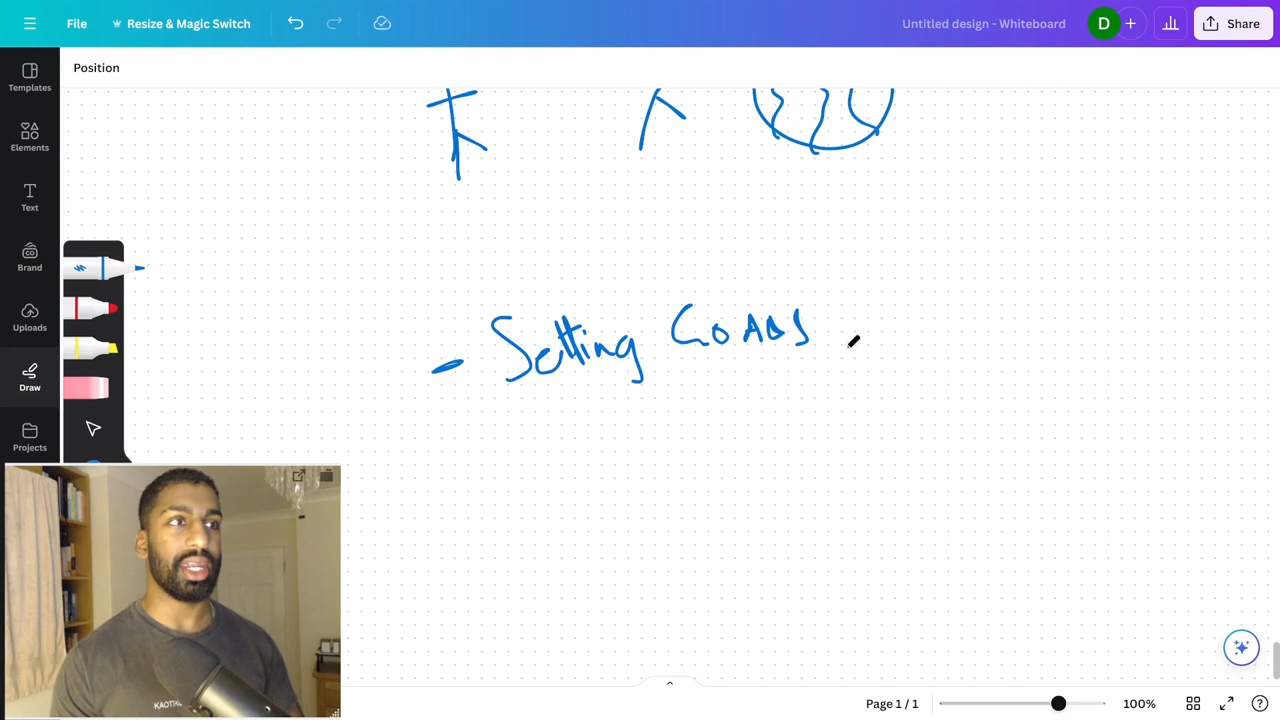 File
Resize & Magic Switch
Untitled design - Whiteboard
D
Share
Position
Templates
Elements
Text
Brand
Uploads
Draw
Projects
- Setting Goals
Page 1 / 1
100%